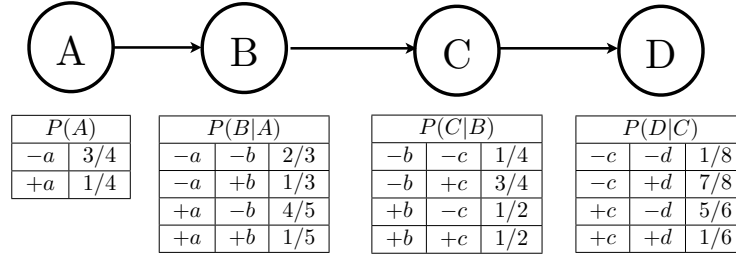 A B C D
P(A) P(B|A) P(C|B) P(D|C)
−a 3/4 −a −b 2/3 −b −c 1/4 −c −d 1/8
+a 1/4 −a +b 1/3 −b +c 3/4 −c +d 7/8
+a −b 4/5 +b −c 1/2 +c −d 5/6
+a +b 1/5 +b +c 1/2 +c +d 1/6